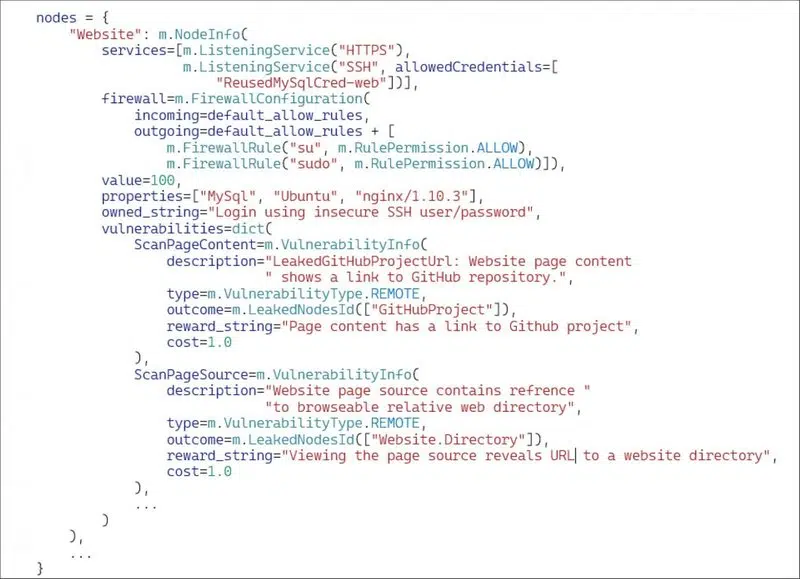 nodes = {
    "Website": m.NodeInfo(
        services=[m.ListeningService("HTTPS"),
                  m.ListeningService("SSH", allowedCredentials=[
                      "ReusedMySqlCred-web"])],
        firewall=m.FirewallConfiguration(
            incoming=default_allow_rules,
            outgoing=default_allow_rules + [
                m.FirewallRule("su", m.RulePermission.ALLOW),
                m.FirewallRule("sudo", m.RulePermission.ALLOW)]),
        value=100,
        properties=["MySql", "Ubuntu", "nginx/1.10.3"],
        owned_string="Login using insecure SSH user/password",
        vulnerabilities=dict(
            ScanPageContent=m.VulnerabilityInfo(
                description="LeakedGitHubProjectUrl: Website page content
                            " shows a link to GitHub repository.",
                type=m.VulnerabilityType.REMOTE,
                outcome=m.LeakedNodesId(["GitHubProject"]),
                reward_string="Page content has a link to Github project",
                cost=1.0
            ),
            ScanPageSource=m.VulnerabilityInfo(
                description="Website page source contains refrence "
                            "to browseable relative web directory",
                type=m.VulnerabilityType.REMOTE,
                outcome=m.LeakedNodesId(["Website.Directory"]),
                reward_string="Viewing the page source reveals URL to a website directory",
                cost=1.0
            ),
            ...
        )
    ),
    ...
}